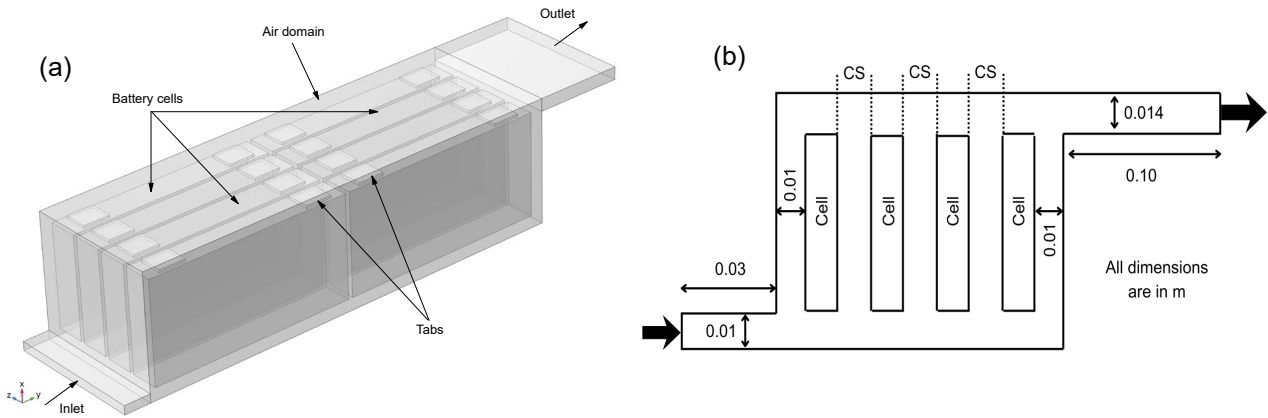 (a)
Air domain
Outlet
Battery cells
Tabs
Inlet
x
z
y
(b)
CS
CS
CS
0.014
0.10
0.01
Cell
Cell
Cell
Cell
0.01
0.03
0.01
All dimensions
are in m